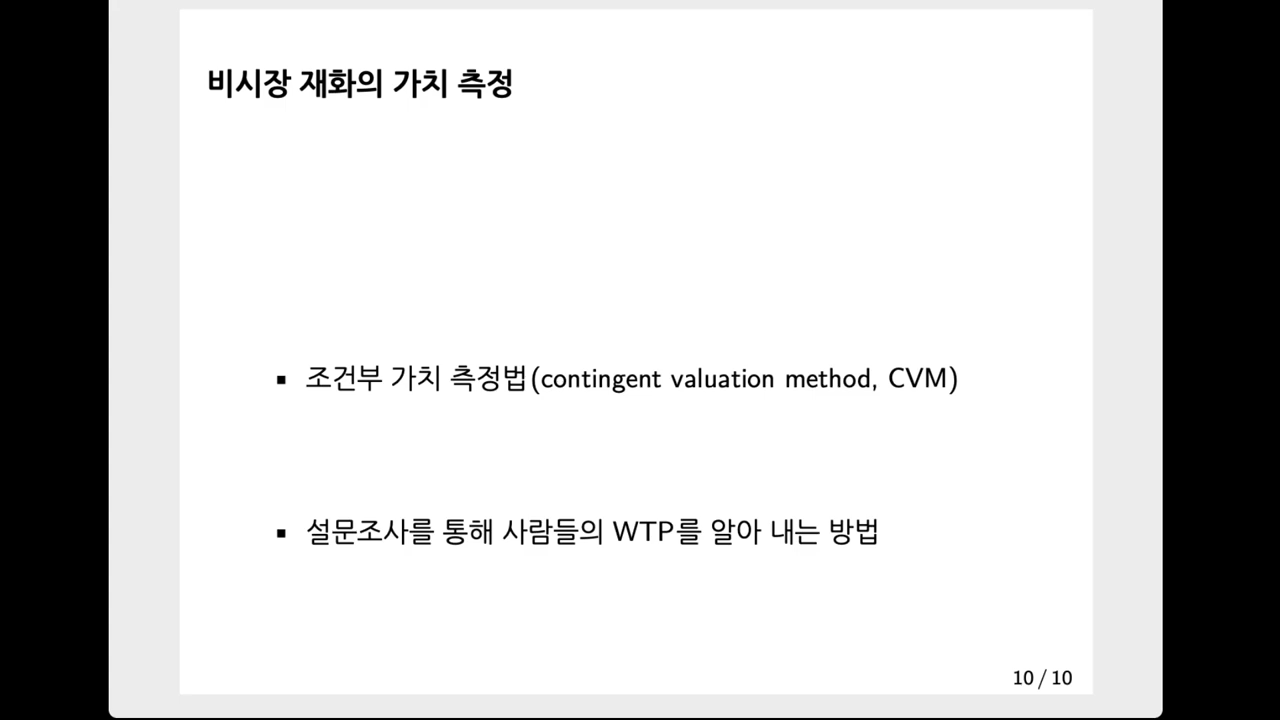 비시장 재화의 가치 측정
▪ 조건부 가치 측정법(contingent valuation method, CVM)
▪ 설문조사를 통해 사람들의 WTP를 알아 내는 방법
10 / 10